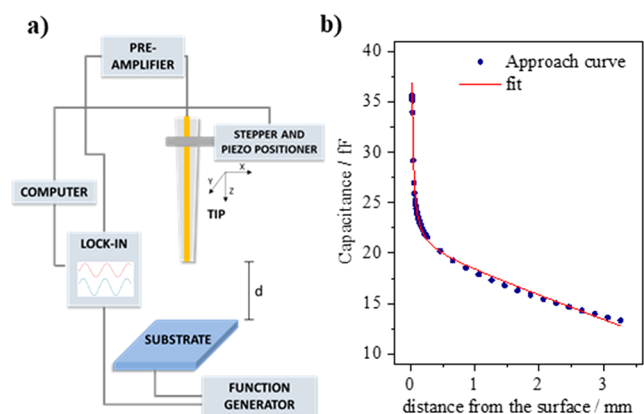 a)
PRE-
AMPLIFIER
STEPPER AND
PIEZO POSITIONER
X
Y
Z
TIP
COMPUTER
LOCK-IN
d
SUBSTRATE
FUNCTION
GENERATOR
b)
Approach curve
fit
40
35
30
25
20
15
10
Capacitance / fF
0 1 2 3
distance from the surface / mm